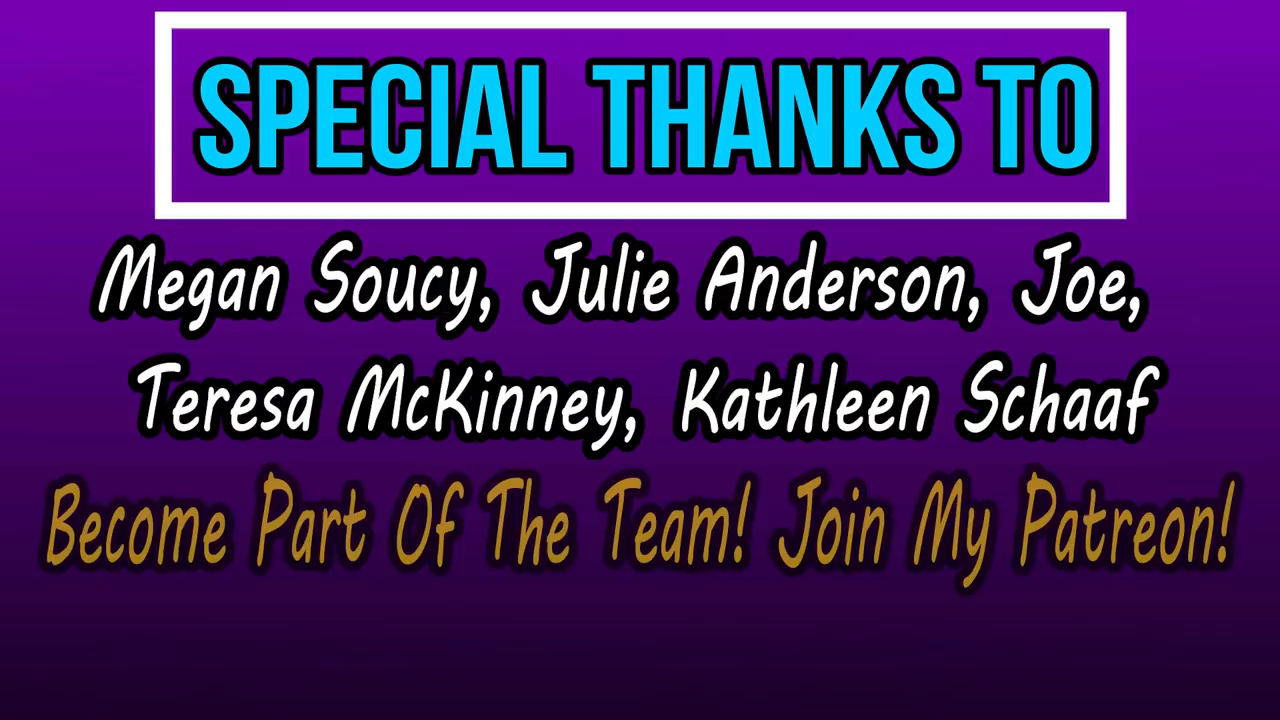 SPECIAL THANKS TO
Megan Soucy, Julie Anderson, Joe,
Teresa McKinney, Kathleen Schaaf
Become Part Of The Team! Join My Patreon!